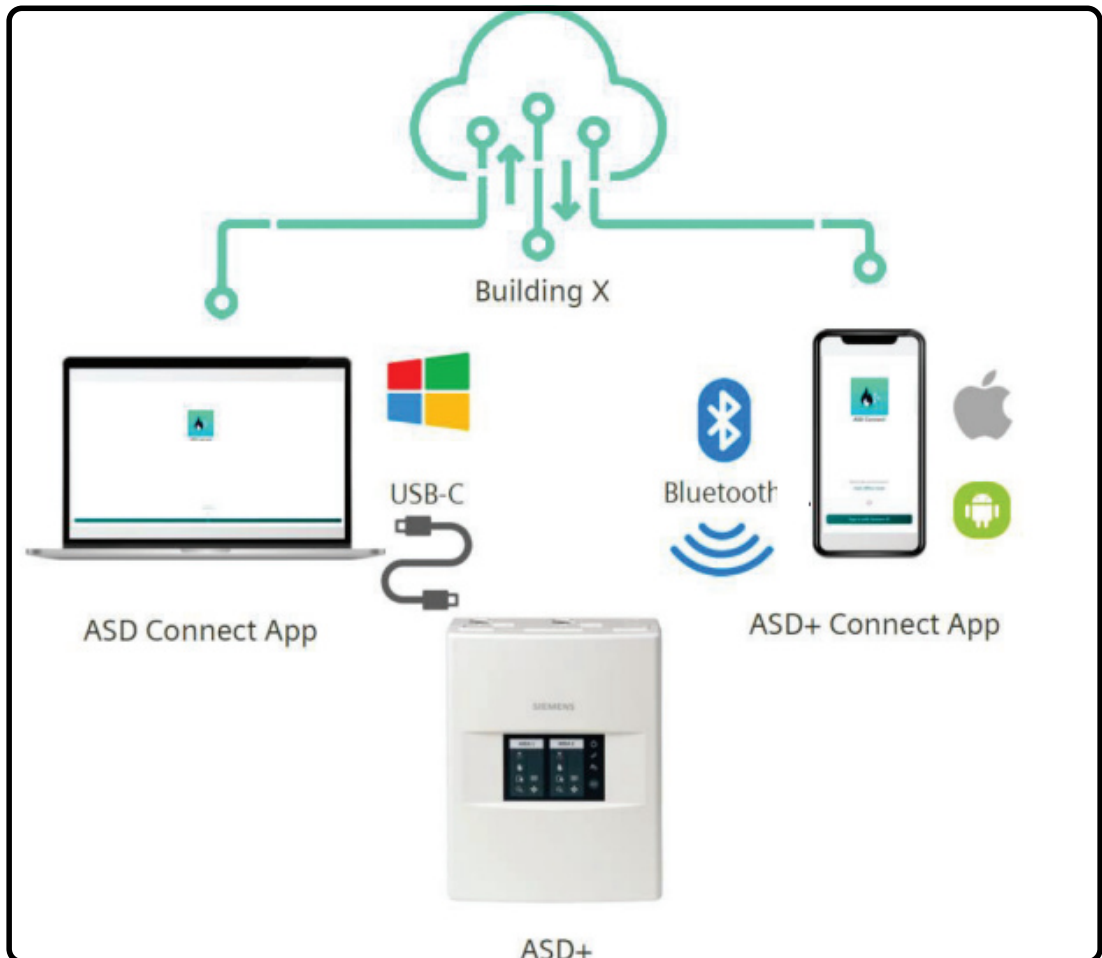 Building X
USB-C
Bluetooth
ASD Connect App
ASD+ Connect App
SIEMENS
ASD+